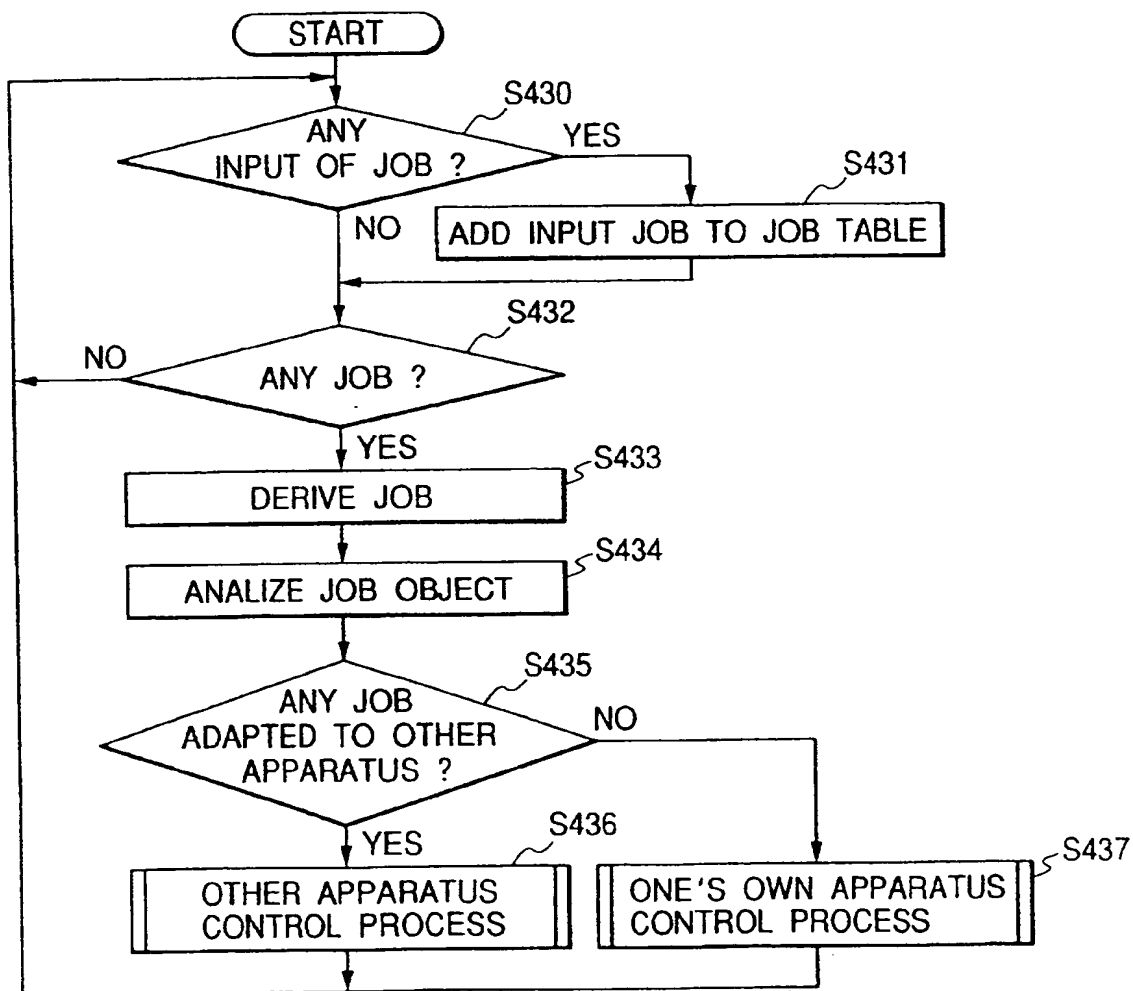 START
S430
ANY
INPUT OF JOB ?
YES
S431
NO
ADD INPUT JOB TO JOB TABLE
S432
NO
ANY JOB ?
YES
S433
DERIVE JOB
S434
ANALIZE JOB OBJECT
S435
ANY JOB
ADAPTED TO OTHER
APPARATUS ?
NO
YES
S436
OTHER APPARATUS
CONTROL PROCESS
S437
ONE'S OWN APPARATUS
CONTROL PROCESS